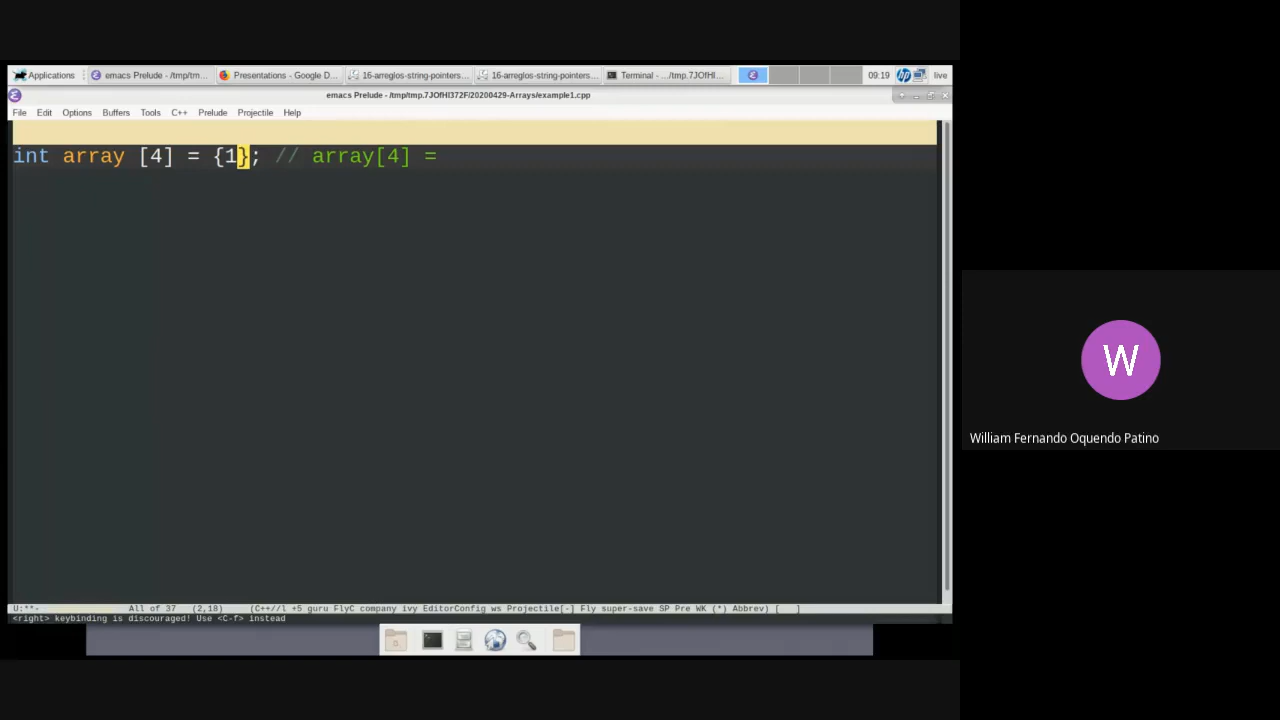 Applications
emacs Prelude - /tmp/tm...
Presentations - Google D...
16-arreglos-string-pointers...
16-arreglos-string-pointers...
Terminal - .../tmp.7JOfHI...
09:19
hp
live
emacs Prelude - /tmp/tmp.7JOfHI372F/20200429-Arrays/example1.cpp
File Edit Options Buffers Tools C++ Prelude Projectile Help
int array [4] = {1}; // array[4] =
W
William Fernando Oquendo Patino
U:**- All of 37 (2,18) (C++//l +5 guru FlyC company ivy EditorConfig ws Projectile[-] Fly super-save SP Pre WK (*) Abbrev) [ ]
<right> keybinding is discouraged! Use <C-f> instead